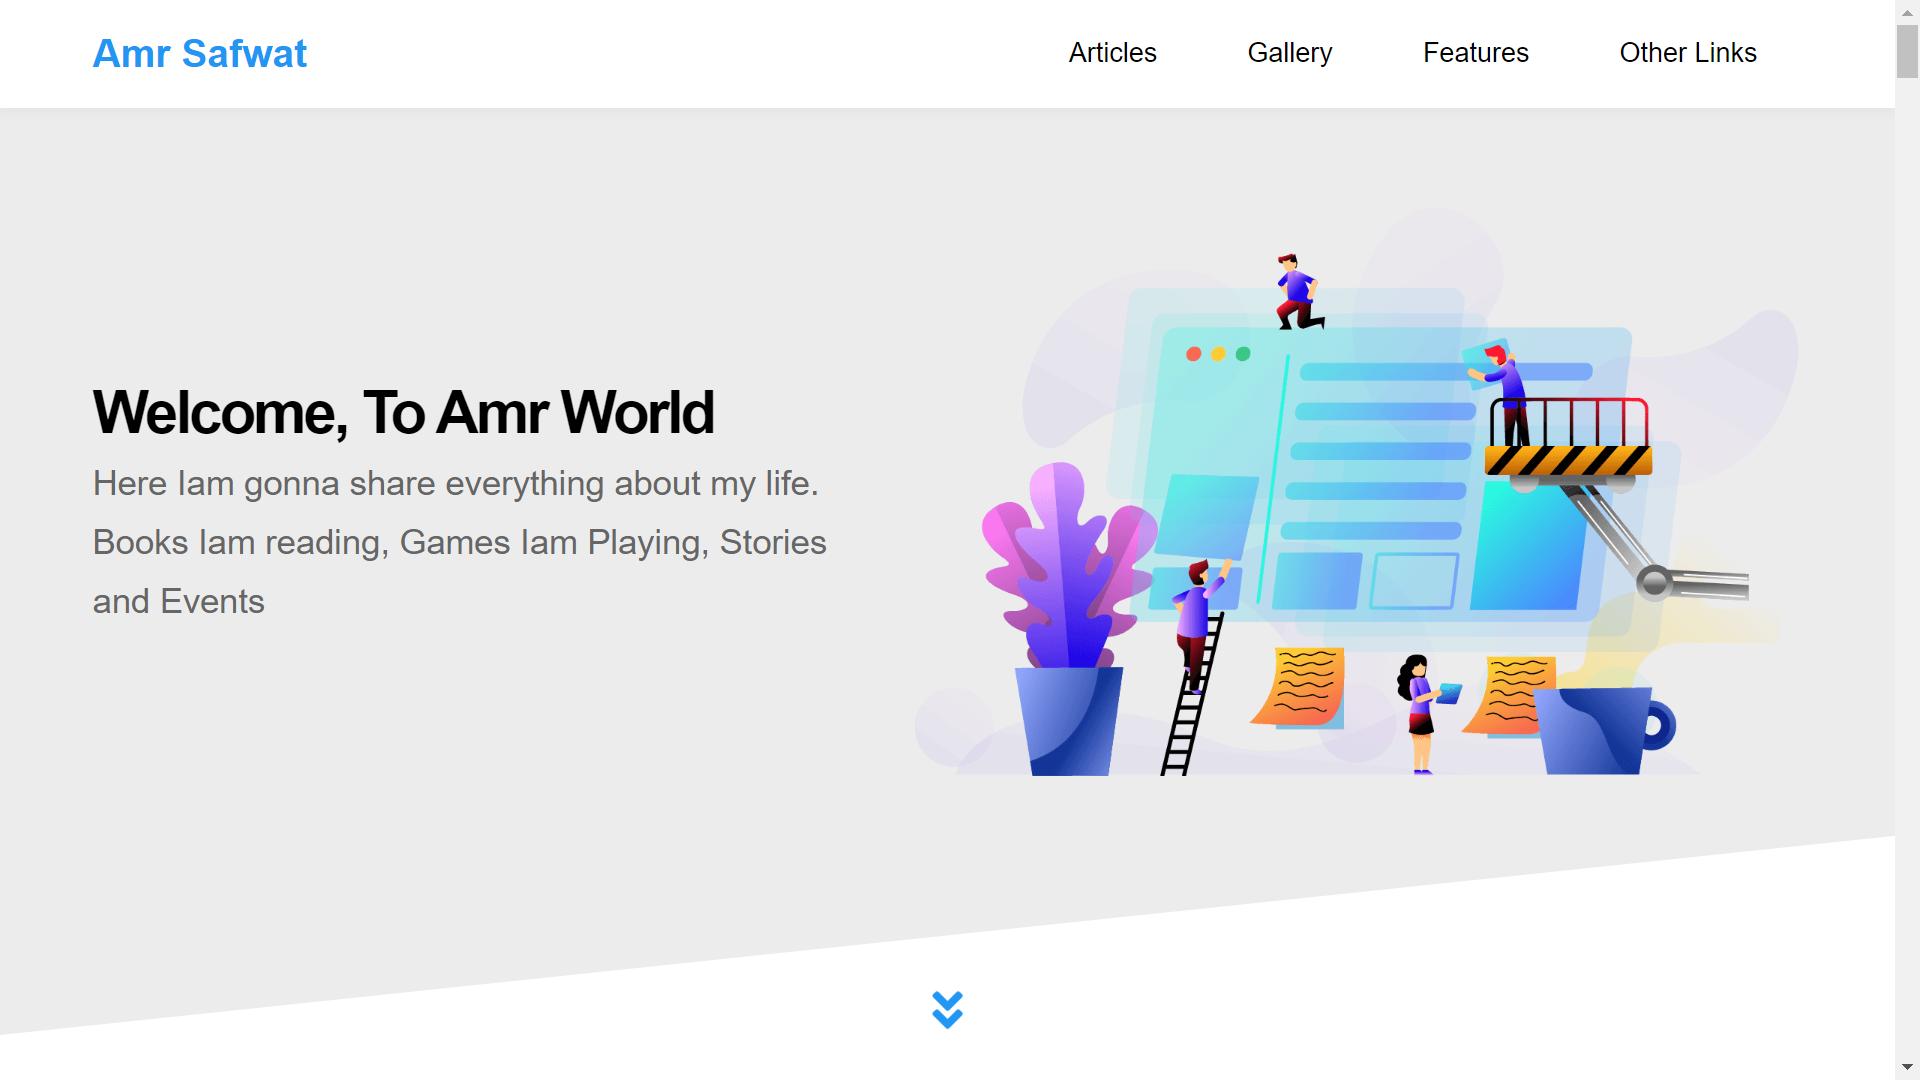 Amr Safwat
Articles
Gallery
Features
Other Links
Welcome, To Amr World
Here Iam gonna share everything about my life.
Books Iam reading, Games Iam Playing, Stories
and Events